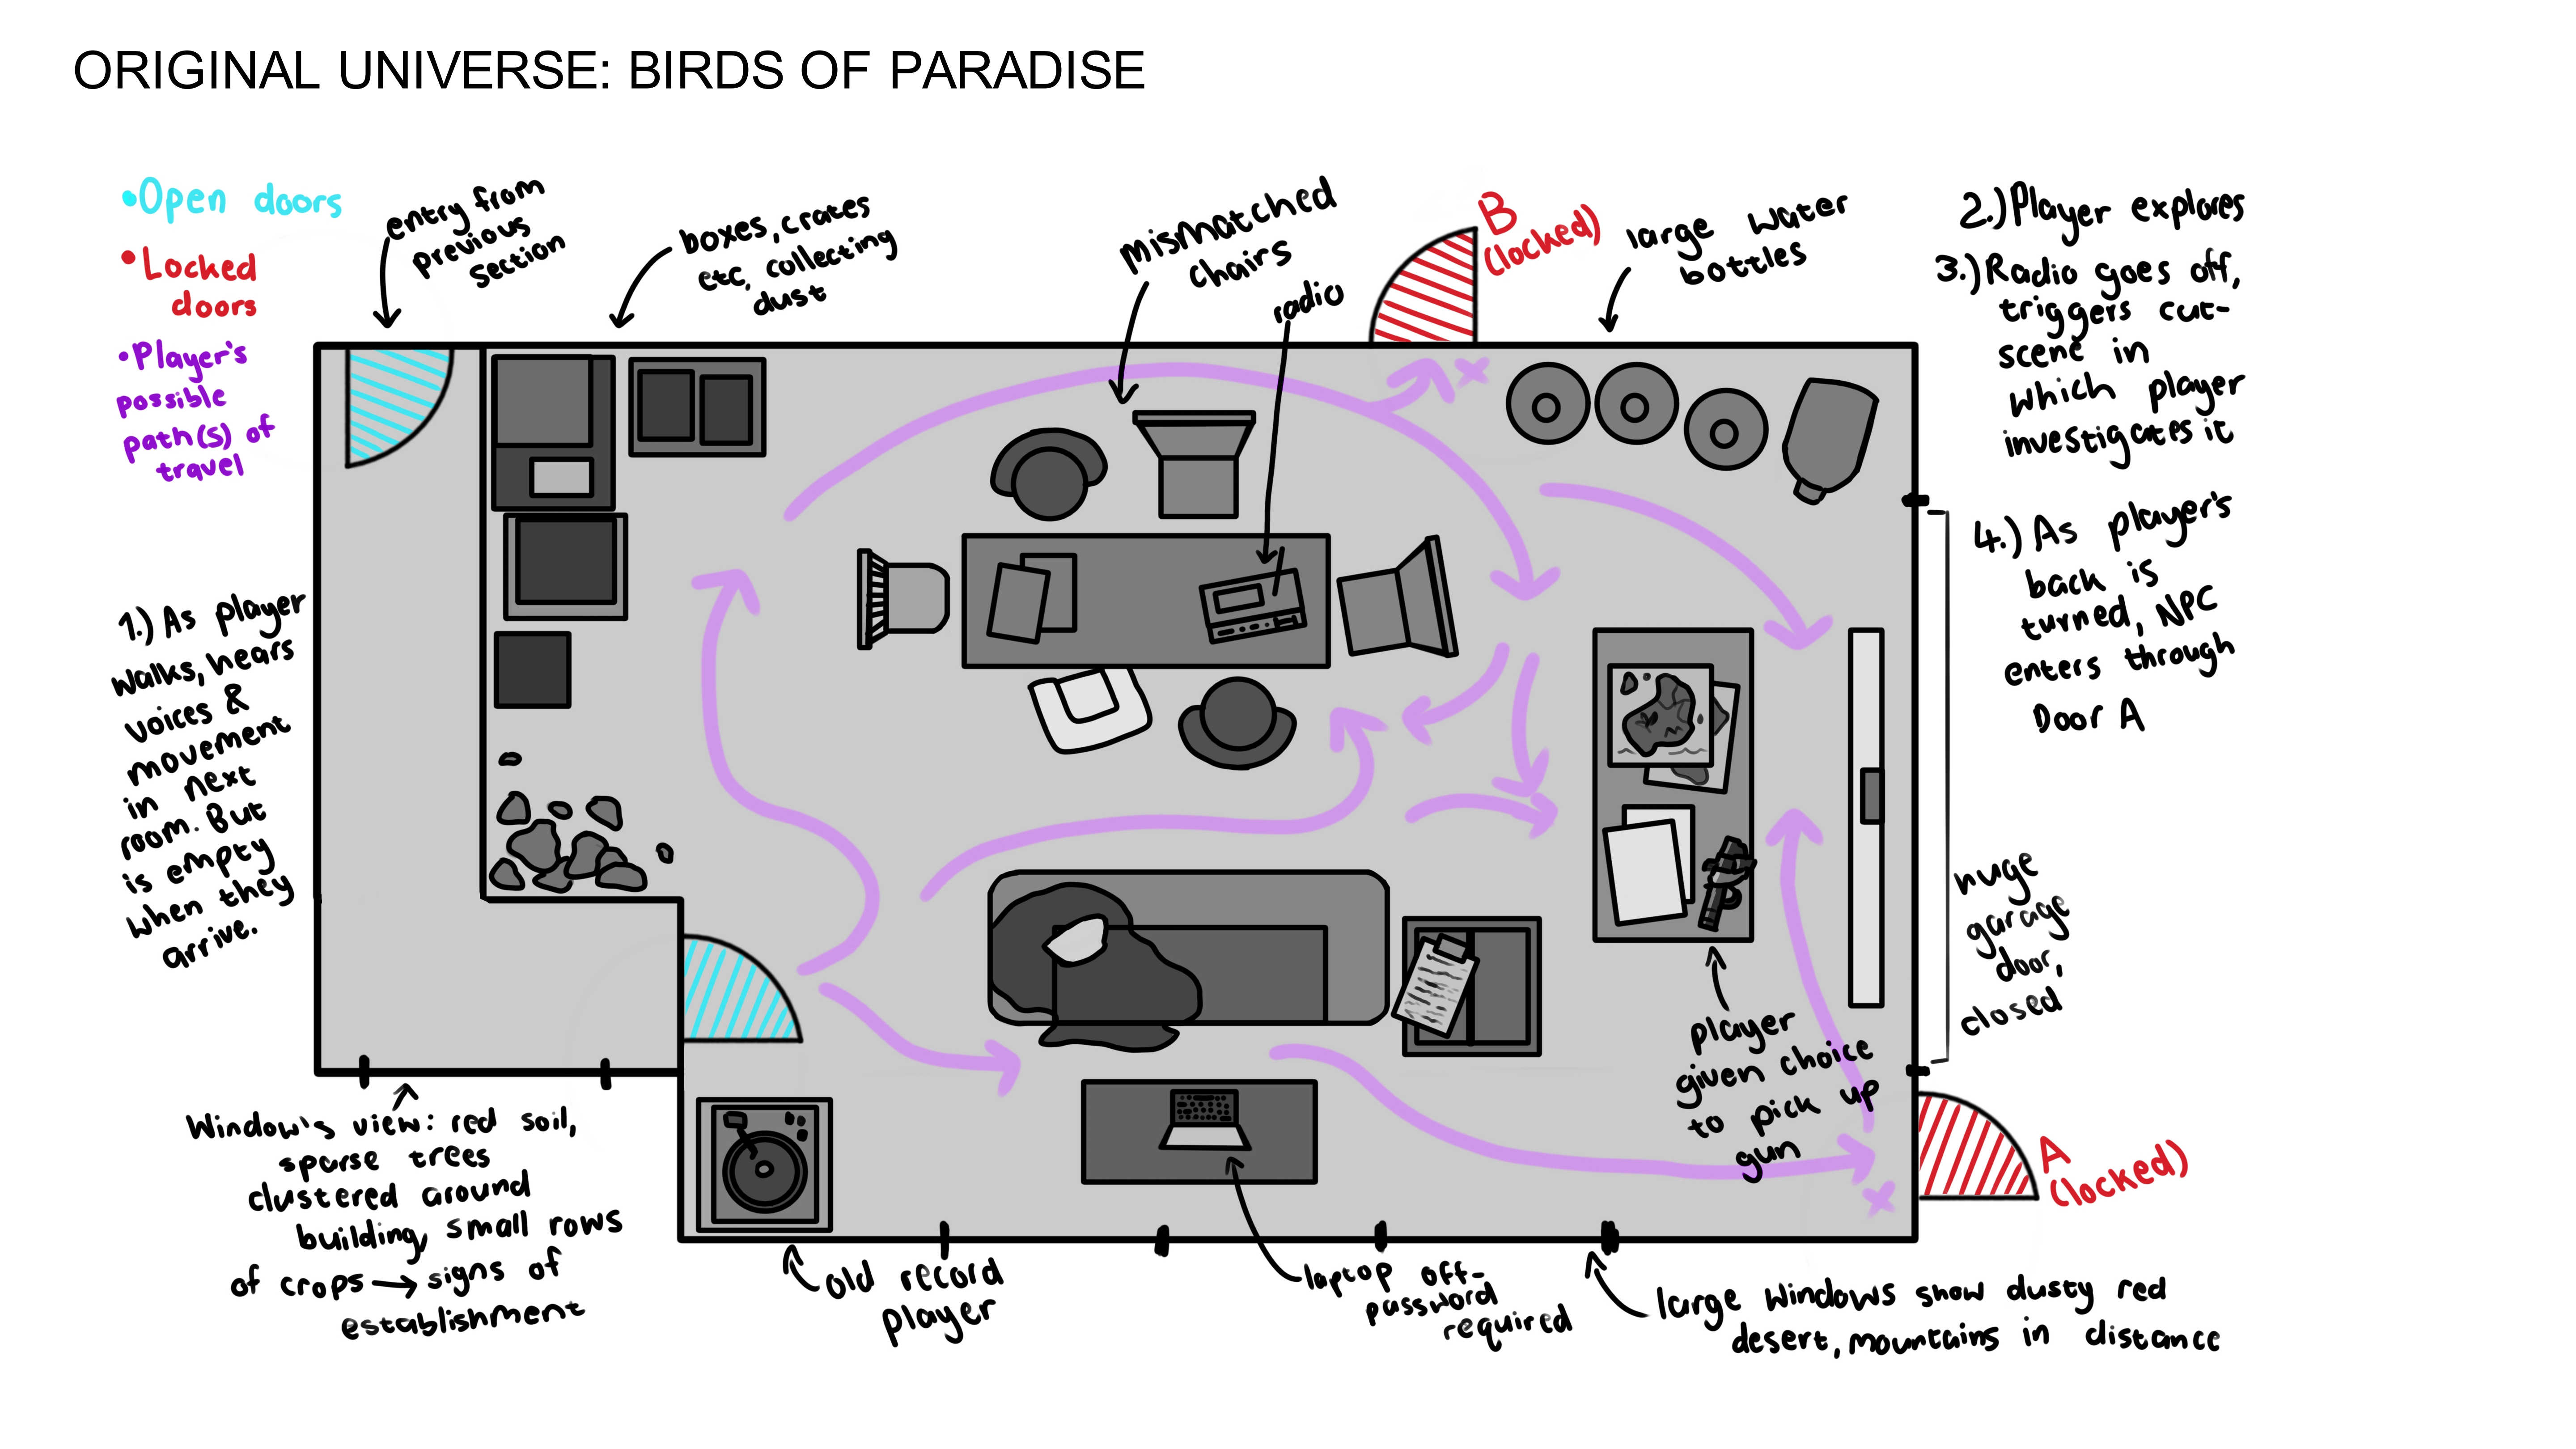 ORIGINAL UNIVERSE: BIRDS OF PARADISE
•Open doors
•Locked
doors
•Player's
possible
path(s) of
travel
entry from
previous
section
boxes, crates
etc, collecting
dust
mismatched
chairs
radio
B
(locked)
large water
bottles
2.) Player explores
3.) Radio goes off,
triggers cut-
scene in
which player
investigates it
4.) As player's
back is
turned, NPC
enters through
Door A
1.) As player
walks, hears
voices &
movement
in next
room. But
is empty
when they
arrive.
huge
garage
door,
closed
player
given choice
to pick up
gun
A
(locked)
Window's view: red soil,
sparse trees
clustered around
building, small rows
of crops → signs of
establishment
old record
player
laptop off-
password
required
large windows show dusty red
desert, mountains in distance